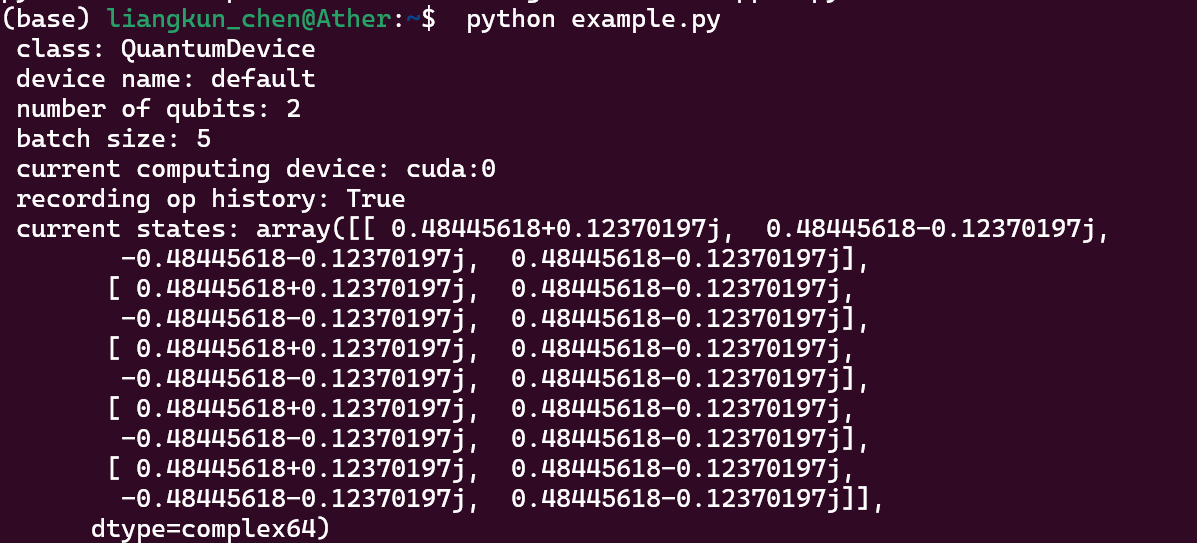 (base) liangkun_chen@Ather:~$  python example.py
 class: QuantumDevice
 device name: default
 number of qubits: 2
 batch size: 5
 current computing device: cuda:0
 recording op history: True
 current states: array([[ 0.48445618+0.12370197j,  0.48445618-0.12370197j,
        -0.48445618-0.12370197j,  0.48445618-0.12370197j],
       [ 0.48445618+0.12370197j,  0.48445618-0.12370197j,
        -0.48445618-0.12370197j,  0.48445618-0.12370197j],
       [ 0.48445618+0.12370197j,  0.48445618-0.12370197j,
        -0.48445618-0.12370197j,  0.48445618-0.12370197j],
       [ 0.48445618+0.12370197j,  0.48445618-0.12370197j,
        -0.48445618-0.12370197j,  0.48445618-0.12370197j],
       [ 0.48445618+0.12370197j,  0.48445618-0.12370197j,
        -0.48445618-0.12370197j,  0.48445618-0.12370197j]],
      dtype=complex64)